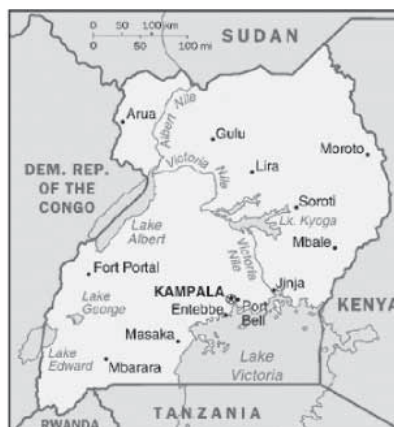 0 50 100 km
0 50 100 mi
SUDAN
Arua
Albert Nile
Gulu
Moroto
DEM. REP.
OF THE
CONGO
Victoria Nile
Lira
Soroti
Lk. Kyoga
Lake
Albert
Mbale
Victoria
Nile
Fort Portal
KAMPALA
Jinja
KENYA
Lake
George
Entebbe
Port
Bell
Masaka
Lake
Edward
Mbarara
Lake
Victoria
RWANDA
TANZANIA